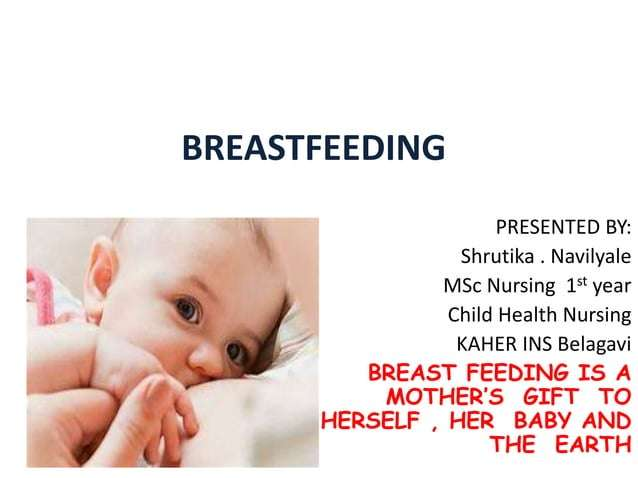 BREASTFEEDING
PRESENTED BY:
Shrutika . Navilyale
MSc Nursing 1st year
Child Health Nursing
KAHER INS Belagavi
BREAST FEEDING IS A
MOTHER'S GIFT TO
HERSELF , HER BABY AND
THE EARTH